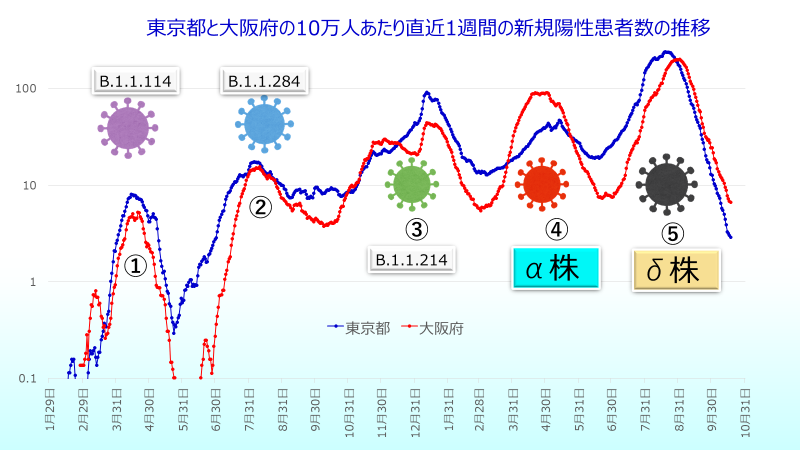 東京都と大阪府の10万人あたり直近1週間の新規陽性患者数の推移
100
10
1
0.1
B.1.1.114
B.1.1.284
①
②
③
④
⑤
B.1.1.214
α株
δ株
東京都
大阪府
1月29日
2月29日
3月31日
4月30日
5月31日
6月30日
7月31日
8月31日
9月30日
10月31日
11月30日
12月31日
1月31日
2月28日
3月31日
4月30日
5月31日
6月30日
7月31日
8月31日
9月30日
10月31日